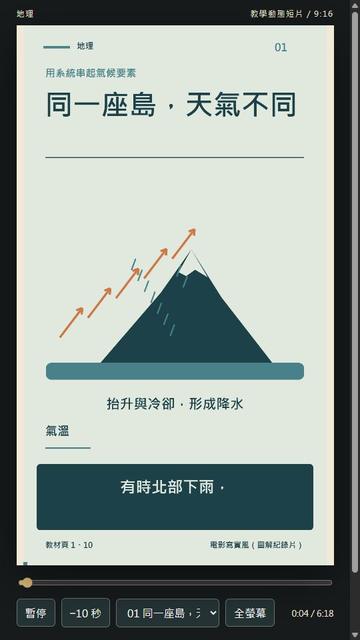 地理
教學動態短片 / 9:16
地理
01
用系統串起氣候要素
同一座島，天氣不同
抬升與冷卻，形成降水
氣溫
有時北部下雨，
教材頁 1 - 10
電影寫實風（圖解紀錄片）
暫停
−10 秒
01 同一座島，
全螢幕
0:04 / 6:18